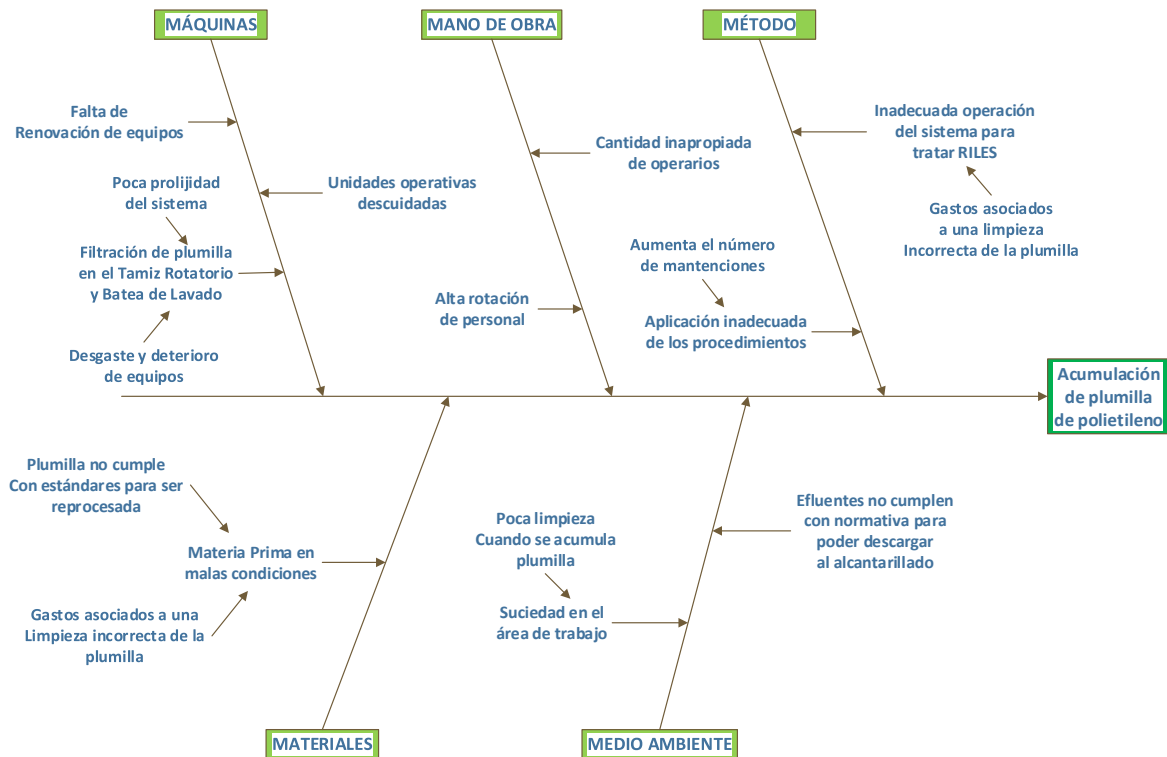 MÁQUINAS
MANO DE OBRA
MÉTODO
Falta de
Renovación de equipos
Poca prolijidad
del sistema
Unidades operativas
descuidadas
Filtración de plumilla
en el Tamiz Rotatorio
y Batea de Lavado
Desgaste y deterioro
de equipos
Cantidad inapropiada
de operarios
Alta rotación
de personal
Inadecuada operación
del sistema para
tratar RILES
Gastos asociados
a una limpieza
Incorrecta de la plumilla
Aumenta el número
de mantenciones
Aplicación inadecuada
de los procedimientos
Acumulación
de plumilla
de polietileno
Plumilla no cumple
Con estándares para ser
reprocesada
Materia Prima en
malas condiciones
Gastos asociados a una
Limpieza incorrecta de la
plumilla
Poca limpieza
Cuando se acumula
plumilla
Suciedad en el
área de trabajo
Efluentes no cumplen
con normativa para
poder descargar
al alcantarillado
MATERIALES
MEDIO AMBIENTE